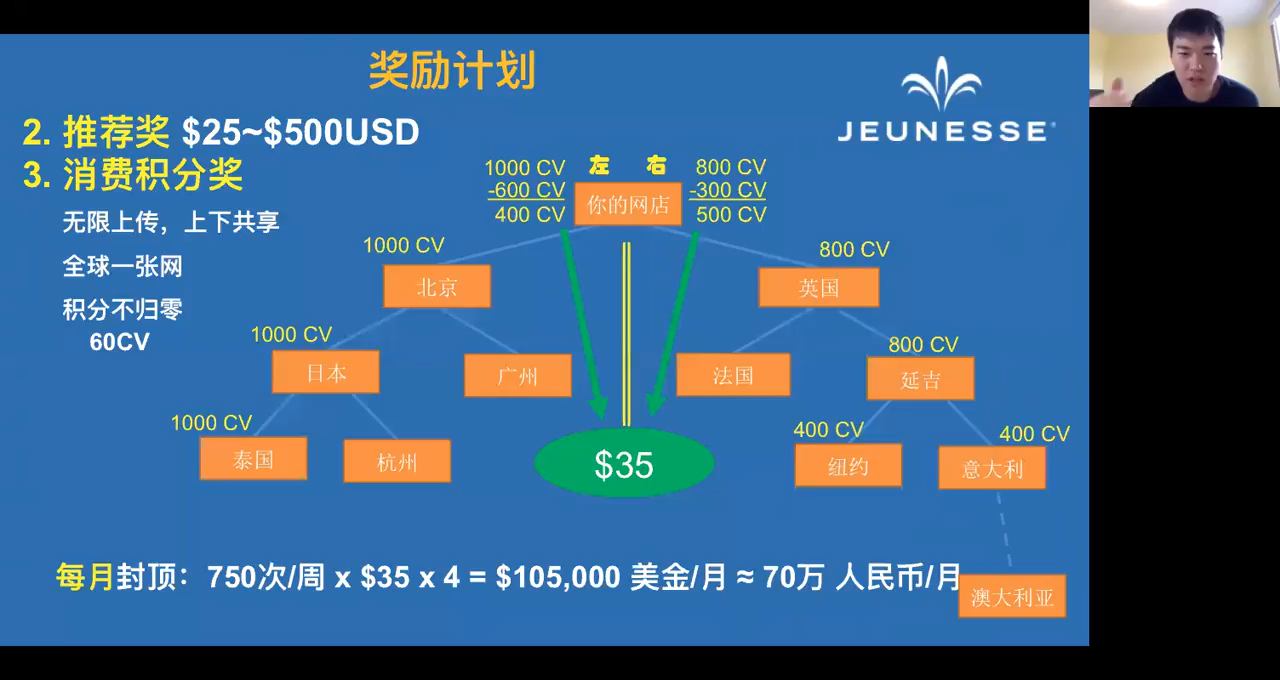 奖励计划
JEUNESSE
2. 推荐奖 $25~$500USD
3. 消费积分奖
无限上传，上下共享
全球一张网
积分不归零
60CV
1000 CV 左 右 800 CV
-600 CV 你的网店 -300 CV
400 CV 500 CV
1000 CV 800 CV
北京 英国
1000 CV 800 CV
日本 广州 法国 延吉
1000 CV 400 CV 400 CV
泰国 杭州 $35 纽约 意大利
每月封顶：750次/周 x $35 x 4 = $105,000 美金/月 ≈ 70万 人民币/月
澳大利亚